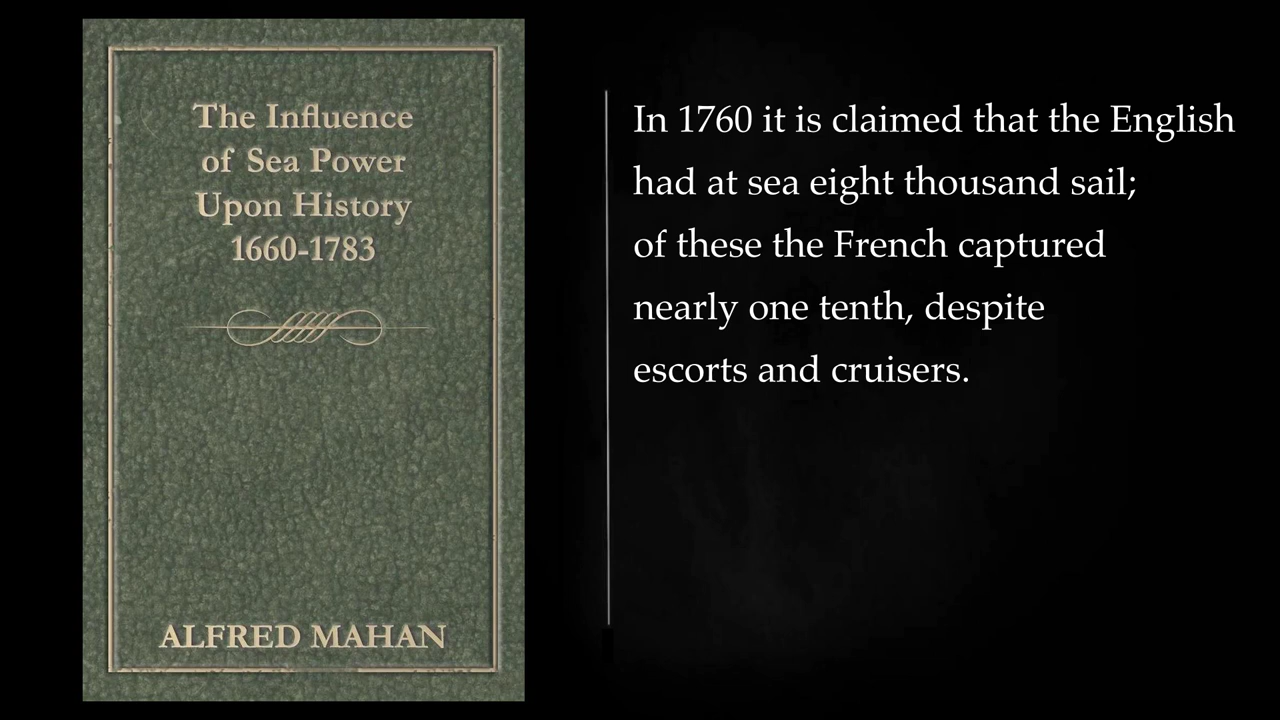 The Influence
of Sea Power
Upon History
1660-1783
ALFRED MAHAN
In 1760 it is claimed that the English
had at sea eight thousand sail;
of these the French captured
nearly one tenth, despite
escorts and cruisers.